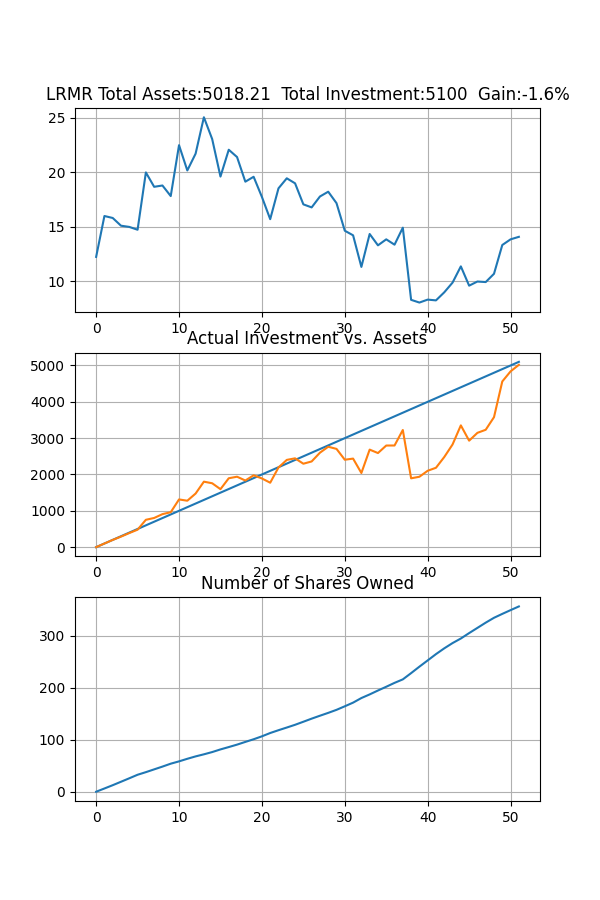 LRMR Total Assets:5018.21  Total Investment:5100  Gain:-1.6%
25
20
15
10
0 10 20 30 40 50
Actual Investment vs. Assets
5000
4000
3000
2000
1000
0
0 10 20 30 40 50
Number of Shares Owned
300
200
100
0
0 10 20 30 40 50